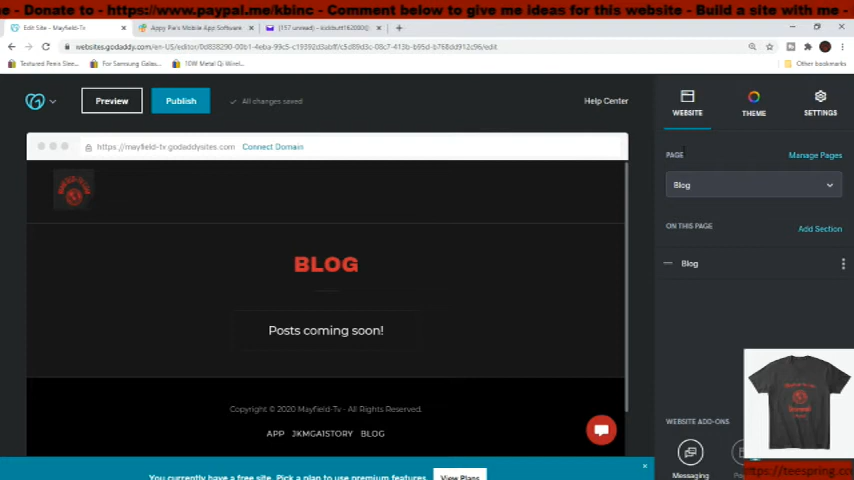 me - Donate to - https://www.paypal.me/kbinc - Comment below to give me ideas for this website - Build a site with me -
Edit Site - Mayfield-Tv
Appy Pie's Mobile App Software
websites.godaddy.com/en-US/editor/
Other bookmarks
Preview
Publish
All changes saved
Help Center
WEBSITE
THEME
SETTINGS
https://mayfield-tv.godaddysites.com
Connect Domain
PAGE
Manage Pages
Blog
ON THIS PAGE
Add Section
Blog
BLOG
Posts coming soon!
Copyright © 2020 Mayfield-Tv - All Rights Reserved.
APP
JKMGAISTORY
BLOG
WEBSITE ADD-ONS
Messaging
You currently have a free site. Pick a plan to use premium features.
View Plans
https://teespring.co